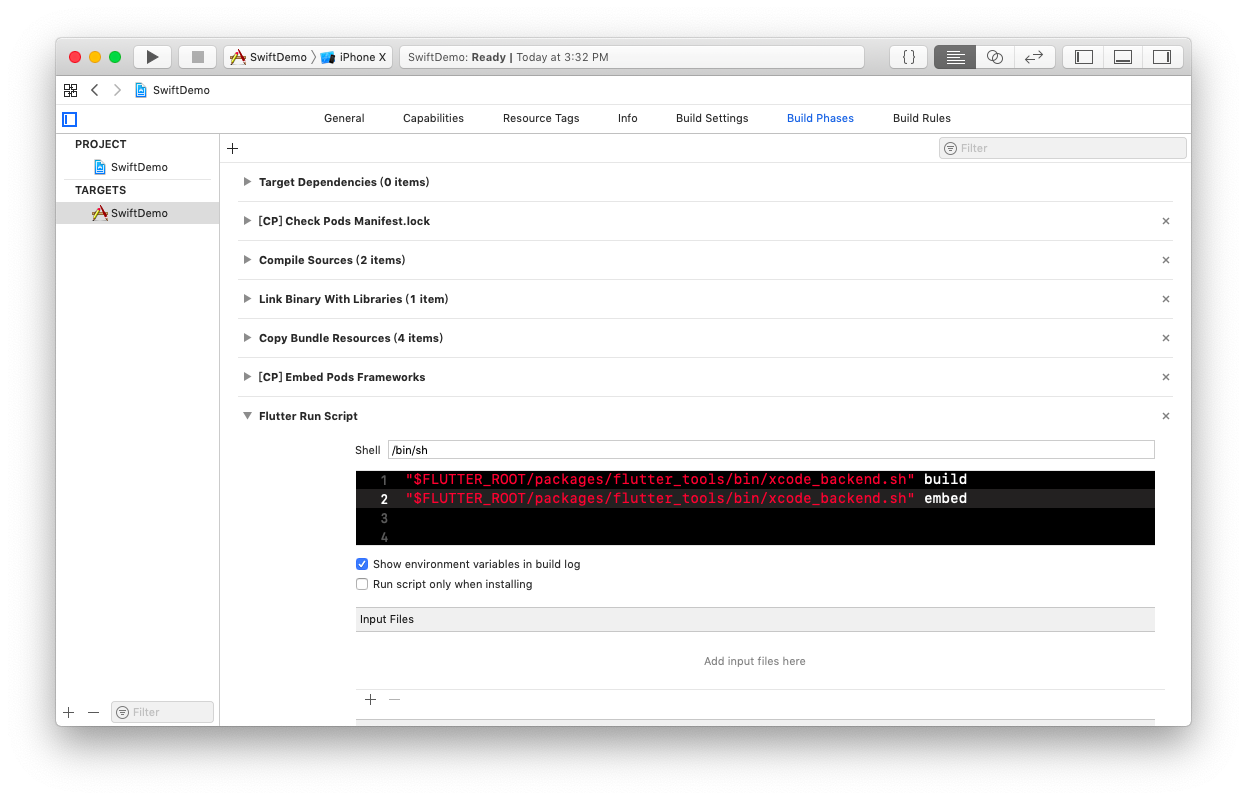 SwiftDemo iPhone X SwiftDemo: Ready | Today at 3:32 PM { }
SwiftDemo
General Capabilities Resource Tags Info Build Settings Build Phases Build Rules
PROJECT
SwiftDemo
TARGETS
SwiftDemo
Filter
Target Dependencies (0 items)
[CP] Check Pods Manifest.lock
Compile Sources (2 items)
Link Binary With Libraries (1 item)
Copy Bundle Resources (4 items)
[CP] Embed Pods Frameworks
Flutter Run Script
Shell /bin/sh
1 "$FLUTTER_ROOT/packages/flutter_tools/bin/xcode_backend.sh" build
2 "$FLUTTER_ROOT/packages/flutter_tools/bin/xcode_backend.sh" embed
3
4
Show environment variables in build log
Run script only when installing
Input Files
Add input files here
Filter